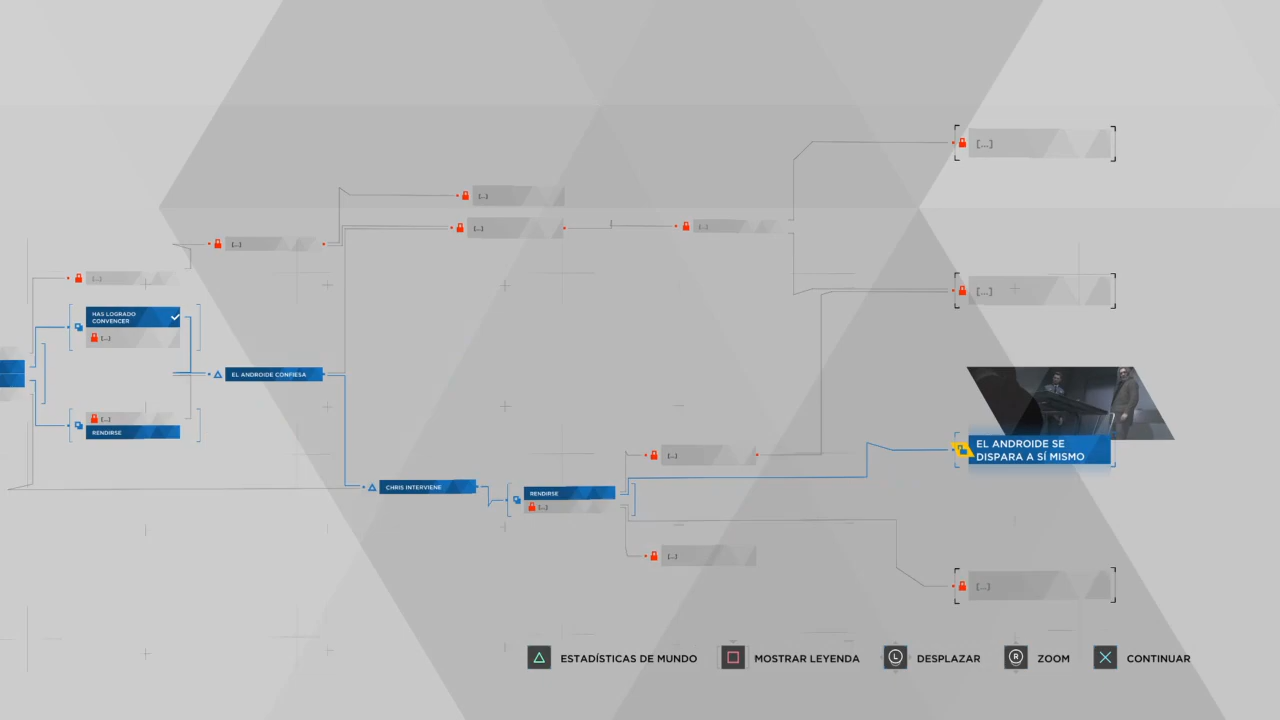 [...]
[...]
[...]
[...]
[...]
[...]
HAS LOGRADO
CONVENCER
[...]
[...]
EL ANDROIDE CONFIESA
[...]
RENDIRSE
EL ANDROIDE SE
DISPARA A SÍ MISMO
[...]
CHRIS INTERVIENE
RENDIRSE
[...]
[...]
[...]
ESTADÍSTICAS DE MUNDO
MOSTRAR LEYENDA
L
DESPLAZAR
R
ZOOM
CONTINUAR